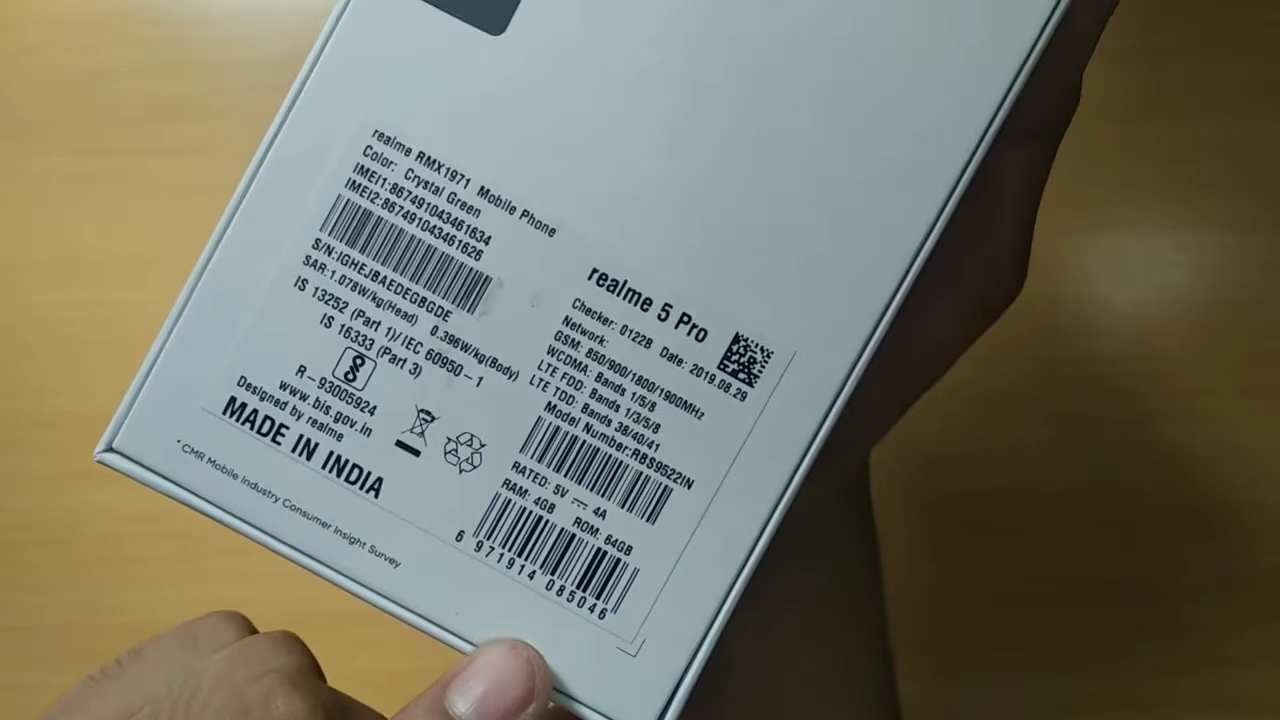 realme RMX1971 Mobile Phone
Color: Crystal Green
IMEI1:867491043461634
IMEI2:867491043461626
S/N:IGHEJBAEDEGBGDE
SAR:1.078W/kg(Head) 0.396W/kg(Body)
IS 13252 (Part 1)/ IEC 60950-1
IS 16333 (Part 3)
R-93005924
www.bis.gov.in
Designed by realme
MADE IN INDIA
* CMR Mobile Industry Consumer Insight Survey
realme 5 Pro
Checker: 0122B Date: 2019.08.29
Network:
GSM: 850/900/1800/1900MHz
WCDMA: Bands 1/5/8
LTE FDD: Bands 1/3/5/8
LTE TDD: Bands 38/40/41
Model Number:RBS9522IN
RATED: 5V ⎓ 4A
RAM: 4GB ROM: 64GB
6 971914 085046